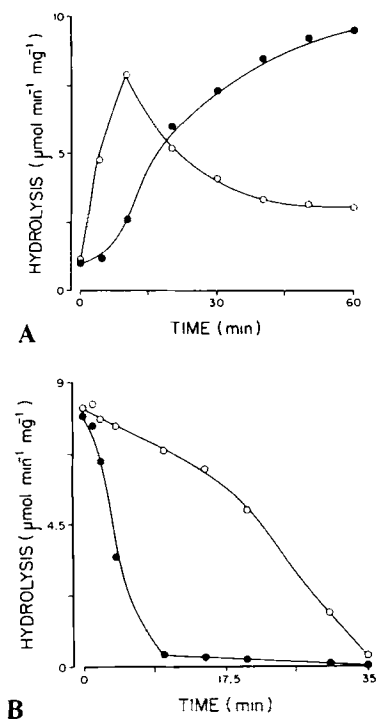 10
5
0
HYDROLYSIS (μmol min⁻¹ mg⁻¹)
0 30 60
TIME (min)
A
9
4.5
0
HYDROLYSIS (μmol min⁻¹ mg⁻¹)
0 17.5 35
TIME (min)
B